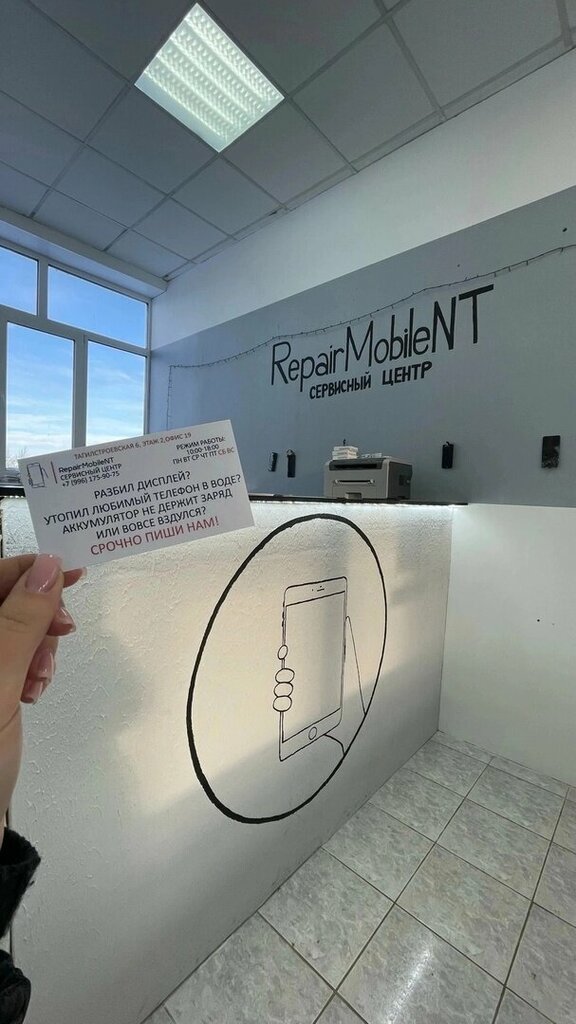 RepairMobileNT
СЕРВИСНЫЙ ЦЕНТР
ТАГИЛСТРОЕВСКАЯ 6, ЭТАЖ 2,ОФИС 15
RepairMobileNT
СЕРВИСНЫЙ ЦЕНТР
+7 (996) 175-90-75
РЕЖИМ РАБОТЫ:
10:00-18:00
ПН ВТ СР ЧТ ПТ СБ ВС
РАЗБИЛ ДИСПЛЕЙ?
УТОПИЛ ЛЮБИМЫЙ ТЕЛЕФОН В ВОДЕ?
АККУМУЛЯТОР НЕ ДЕРЖИТ ЗАРЯД
ИЛИ ВОВСЕ ВЗДУЛСЯ?
СРОЧНО ПИШИ НАМ!